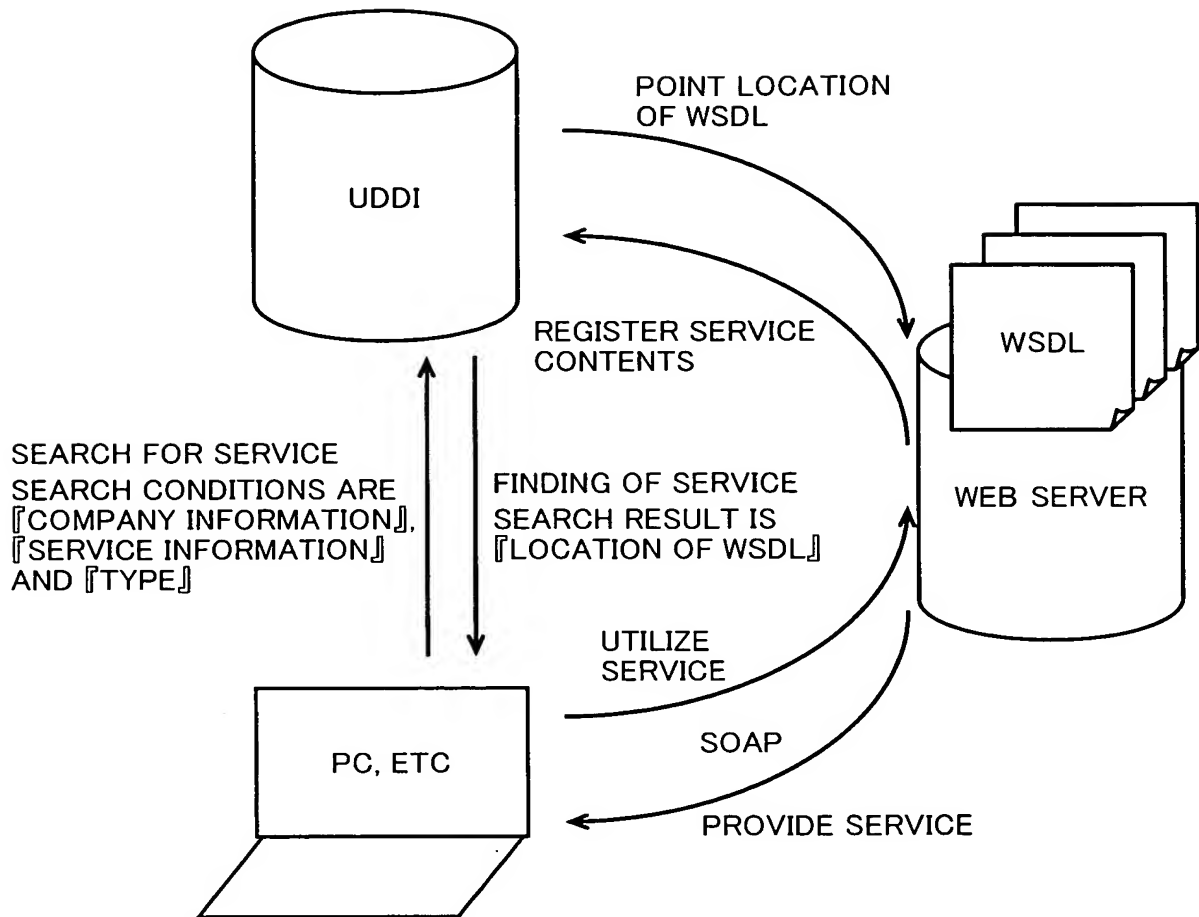 POINT LOCATION
OF WSDL
UDDI
REGISTER SERVICE
CONTENTS
WSDL
WEB SERVER
SEARCH FOR SERVICE
SEARCH CONDITIONS ARE
『COMPANY INFORMATION』,
『SERVICE INFORMATION』
AND『TYPE』
FINDING OF SERVICE
SEARCH RESULT IS
『LOCATION OF WSDL』
UTILIZE
SERVICE
SOAP
PC, ETC
PROVIDE SERVICE